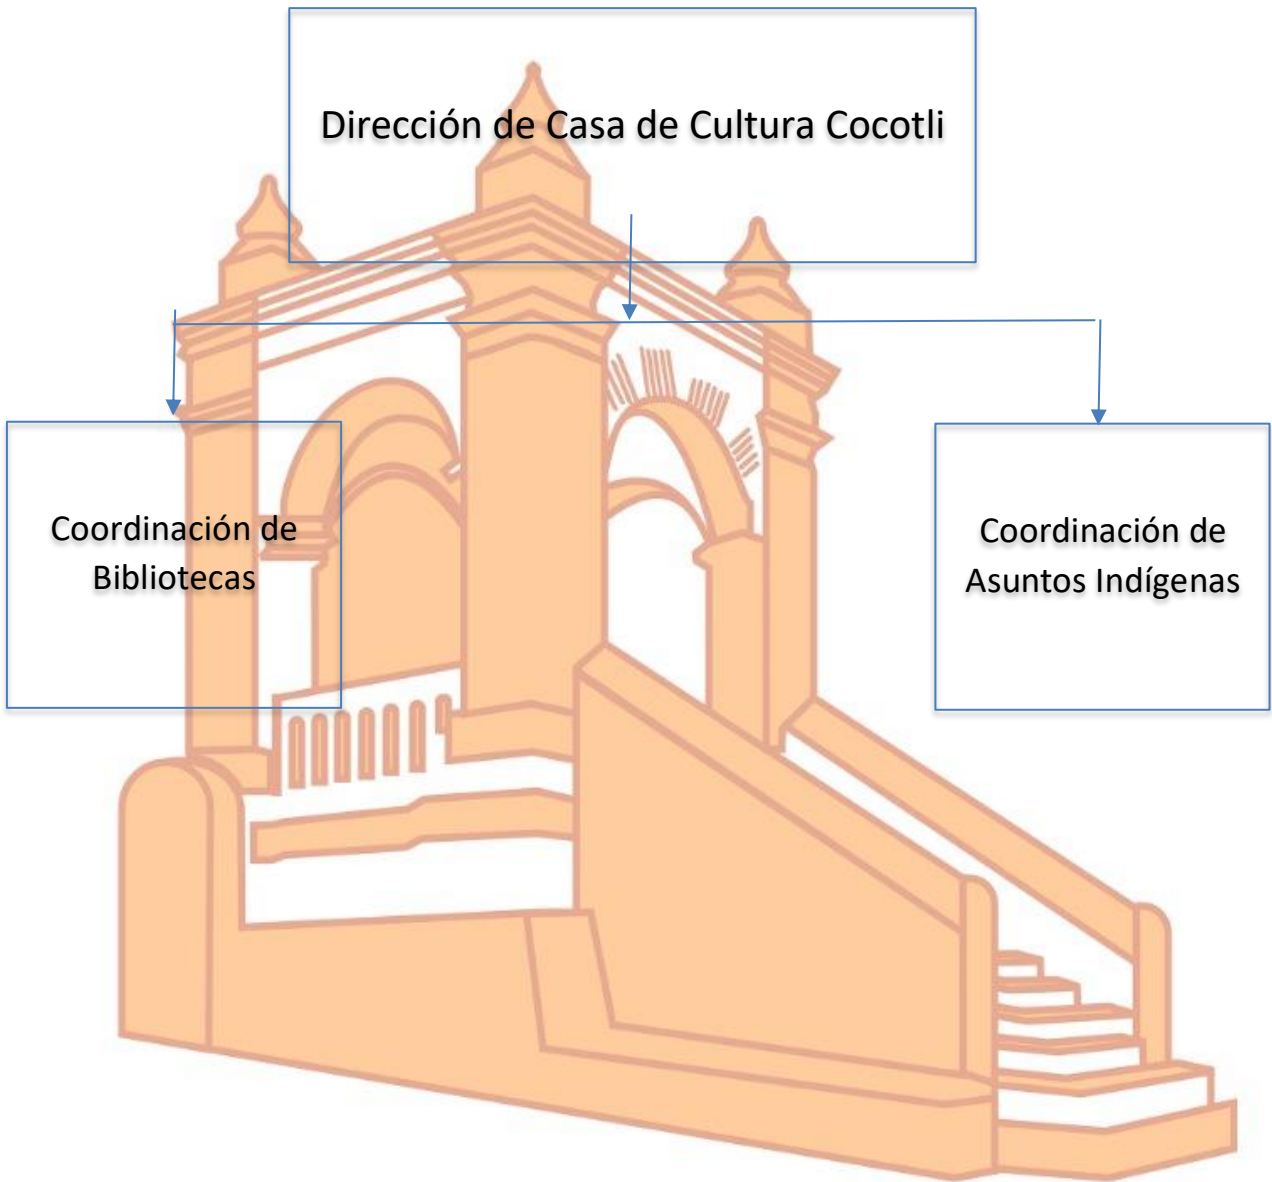 Dirección de Casa de Cultura Cocotli
Coordinación de
Bibliotecas
Coordinación de
Asuntos Indígenas